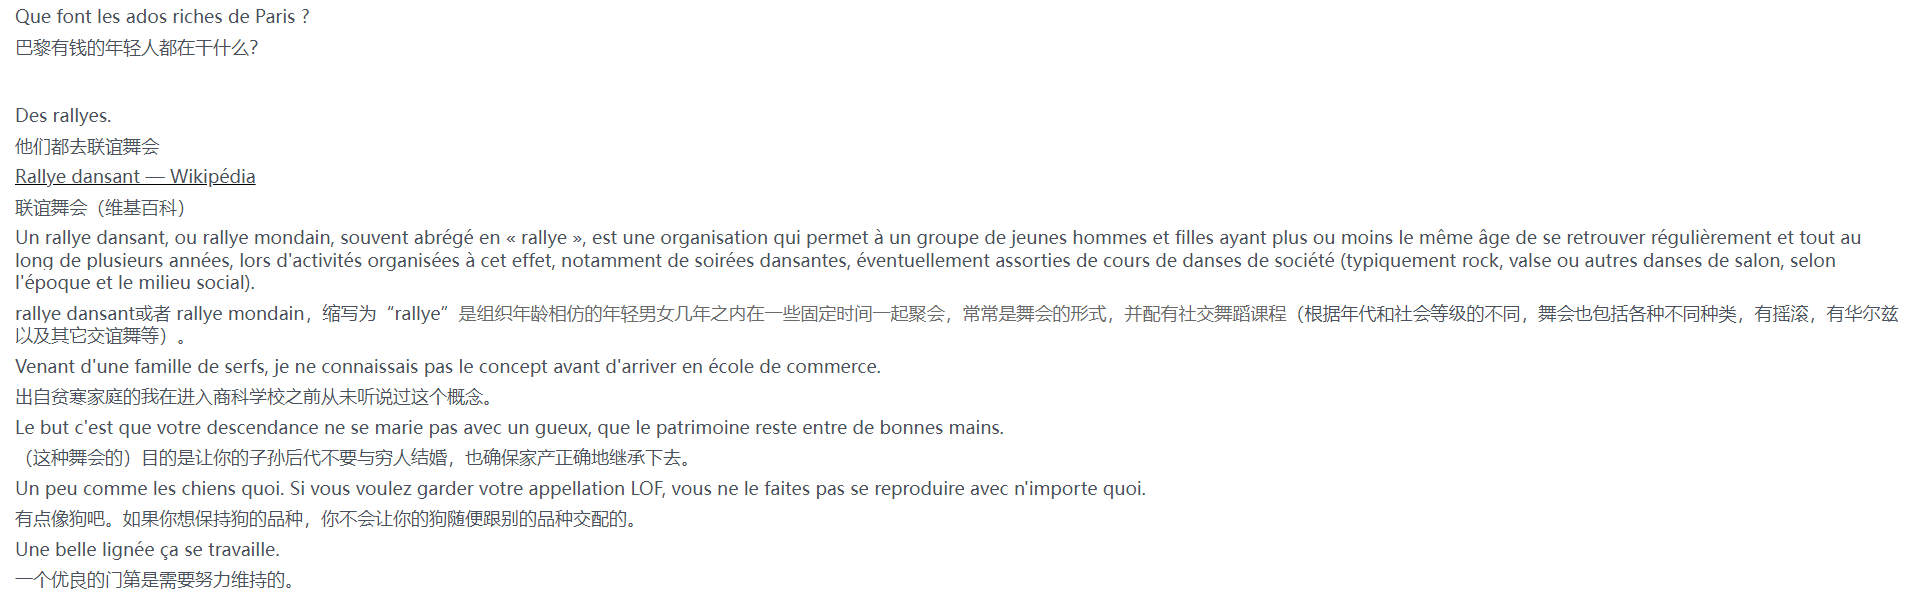 Que font les ados riches de Paris ?
巴黎有钱的年轻人都在干什么？
Des rallyes.
他们都去联谊舞会
Rallye dansant — Wikipédia
联谊舞会（维基百科）
Un rallye dansant, ou rallye mondain, souvent abrégé en « rallye », est une organisation qui permet à un groupe de jeunes hommes et filles ayant plus ou moins le même âge de se retrouver régulièrement et tout au
long de plusieurs années, lors d'activités organisées à cet effet, notamment de soirées dansantes, éventuellement assorties de cours de danses de société (typiquement rock, valse ou autres danses de salon, selon
l'époque et le milieu social).
rallye dansant或者 rallye mondain，缩写为“rallye”是组织年龄相仿的年轻男女几年之内在一些固定时间一起聚会，常常是舞会的形式，并配有社交舞蹈课程（根据年代和社会等级的不同，舞会也包括各种不同种类，有摇滚，有华尔兹
以及其它交谊舞等）。
Venant d'une famille de serfs, je ne connaissais pas le concept avant d'arriver en école de commerce.
出自贫寒家庭的我在进入商科学校之前从未听说过这个概念。
Le but c'est que votre descendance ne se marie pas avec un gueux, que le patrimoine reste entre de bonnes mains.
（这种舞会的）目的是让你的子孙后代不要与穷人结婚，也确保家产正确地继承下去。
Un peu comme les chiens quoi. Si vous voulez garder votre appellation LOF, vous ne le faites pas se reproduire avec n'importe quoi.
有点像狗吧。如果你想保持狗的品种，你不会让你的狗随便跟别的品种交配的。
Une belle lignée ça se travaille.
一个优良的门第是需要努力维持的。